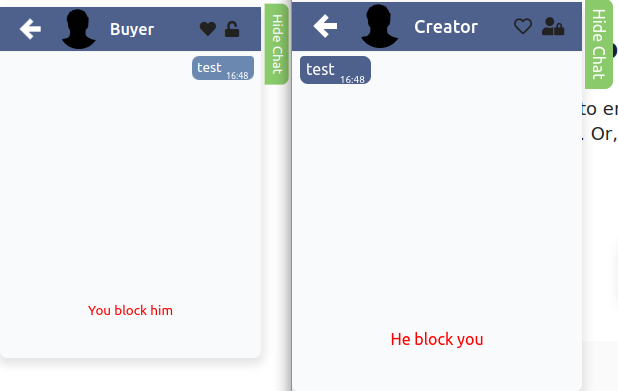 Buyer
test
16:48
You block him
Hide Chat
Creator
test
16:48
He block you
Hide Chat
to
. Or,